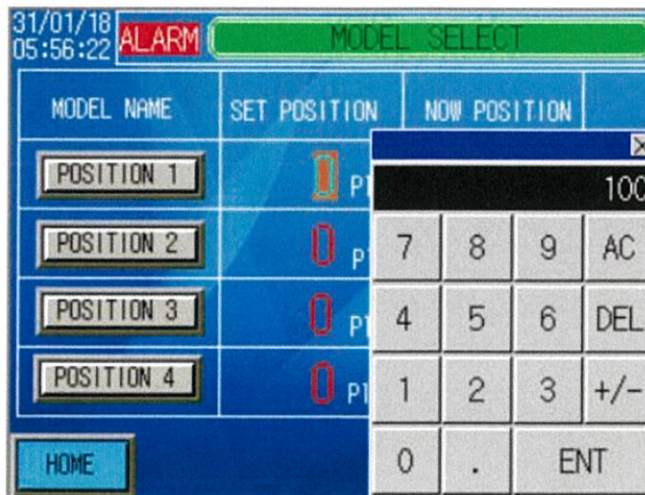 31/01/18
05:56:22
ALARM
MODEL SELECT
MODEL NAME
SET POSITION
NOW POSITION
POSITION 1
0
POSITION 2
0
POSITION 3
0
POSITION 4
0
HOME
100
7 8 9 AC
4 5 6 DEL
1 2 3 +/-
0 . ENT